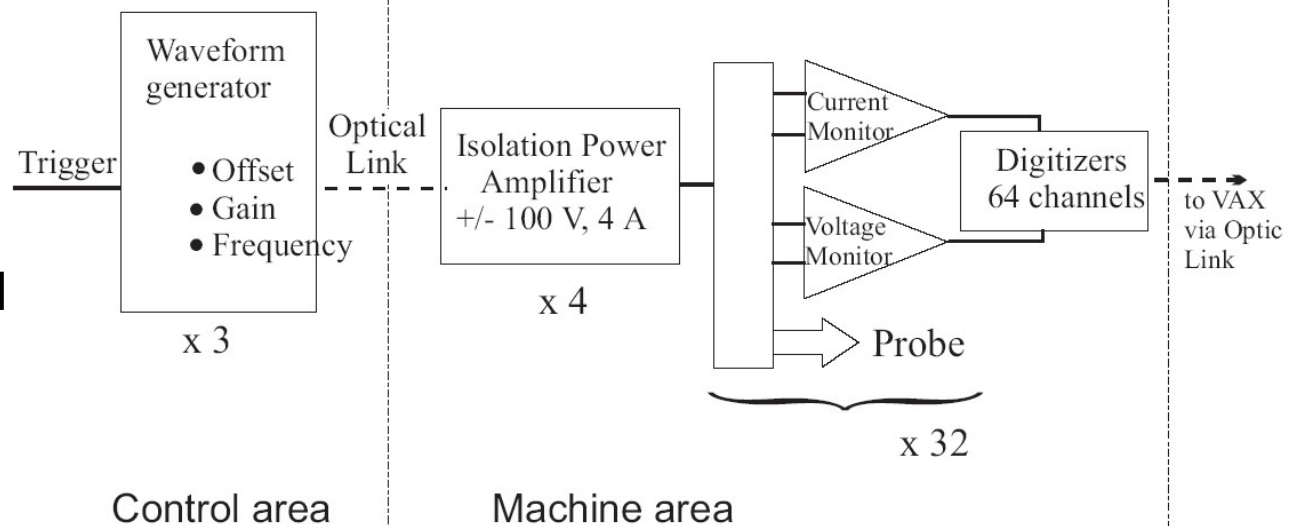 Waveform
generator
Trigger
• Offset
• Gain
• Frequency
x 3
Optical
Link
Isolation Power
Amplifier
+/- 100 V, 4 A
x 4
Current
Monitor
Voltage
Monitor
Probe
x 32
Digitizers
64 channels
to VAX
via Optic
Link
Control area
Machine area